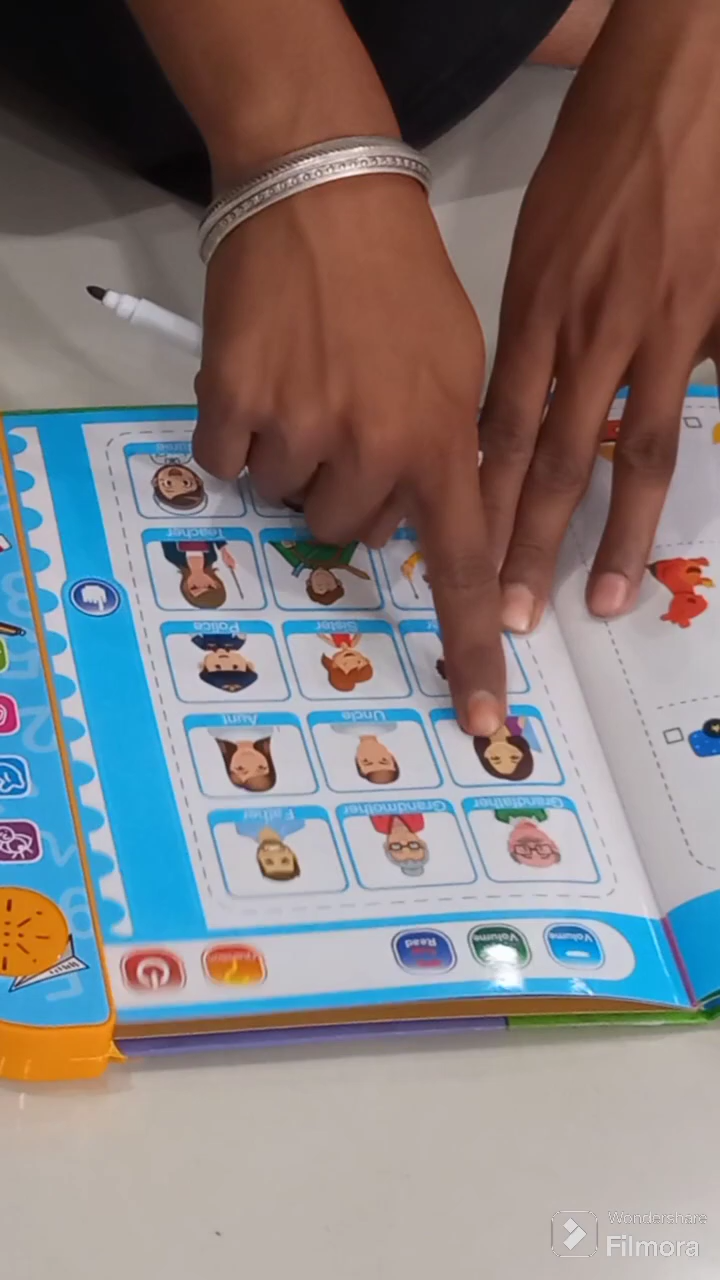 Volume
Volume
Read
Grandfather Grandmother Father
Uncle Aunt
Sister Police
Teacher
Wondershare
Filmora